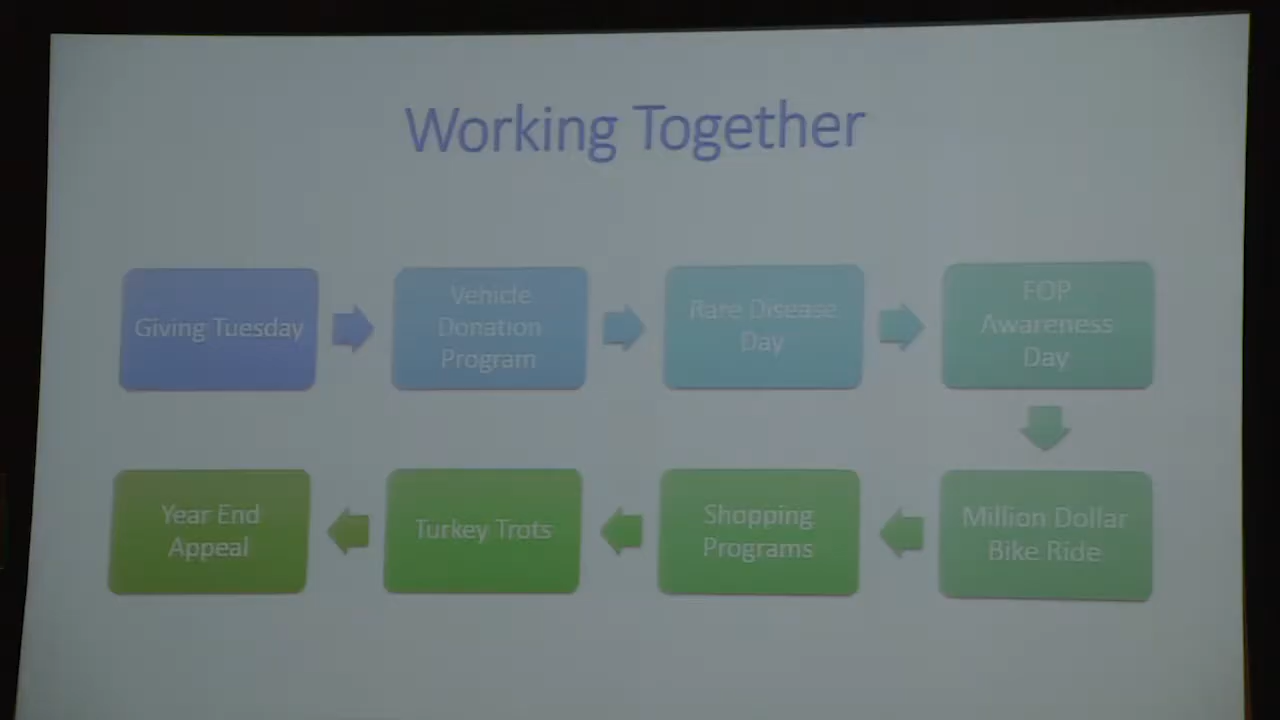 Working Together
Giving Tuesday
Vehicle
Donation
Program
Rare Disease
Day
FOP
Awareness
Day
Million Dollar
Bike Ride
Shopping
Programs
Turkey Trots
Year End
Appeal